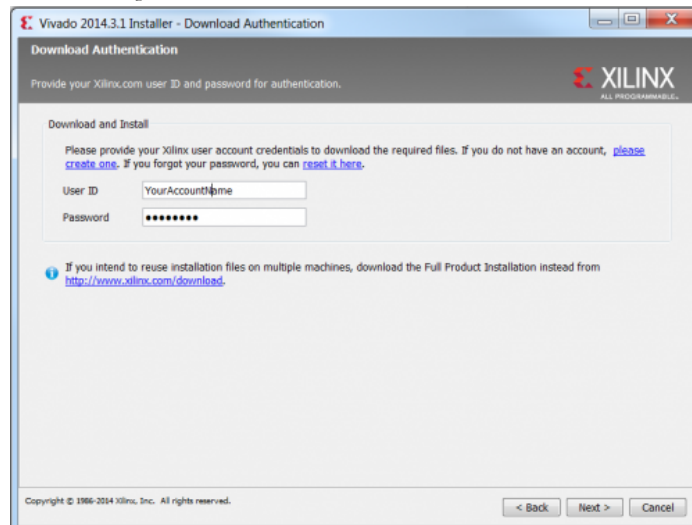 Vivado 2014.3.1 Installer - Download Authentication
Download Authentication
Provide your Xilinx.com user ID and password for authentication.
XILINX
ALL PROGRAMMABLE.
Download and Install
Please provide your Xilinx user account credentials to download the required files. If you do not have an account, please
create one. If you forgot your password, you can reset it here.
User ID YourAccountName
Password ●●●●●●●●
If you intend to reuse installation files on multiple machines, download the Full Product Installation instead from
http://www.xilinx.com/download.
Copyright © 1986-2014 Xilinx, Inc. All rights reserved.
< Back Next > Cancel